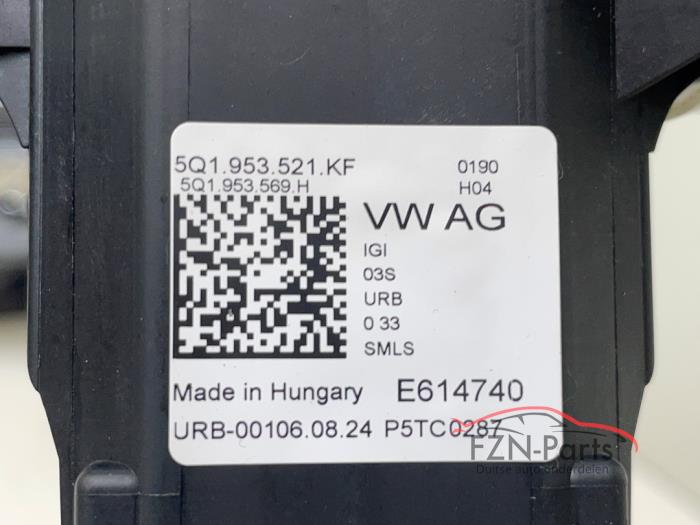 5Q1.953.521.KF 0190
5Q1.953.569.H H04
VW AG
IGI
03S
URB
0 33
SMLS
Made in Hungary E614740
URB-00106.08.24 P5TC0287
FZN-Parts
Duitse auto onderdelen